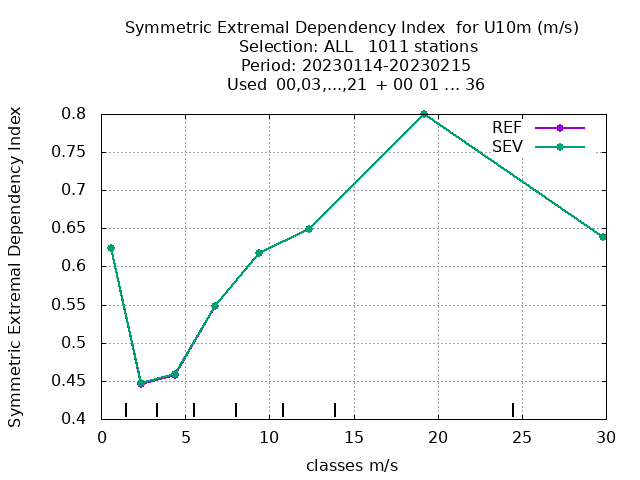 Symmetric Extremal Dependency Index  for U10m (m/s)
Selection: ALL   1011 stations
Period: 20230114-20230215
Used  00,03,...,21  + 00 01 ... 36
Symmetric Extremal Dependency Index
0.8
0.75
0.7
0.65
0.6
0.55
0.5
0.45
0.4
REF
SEV
0 5 10 15 20 25 30
classes m/s